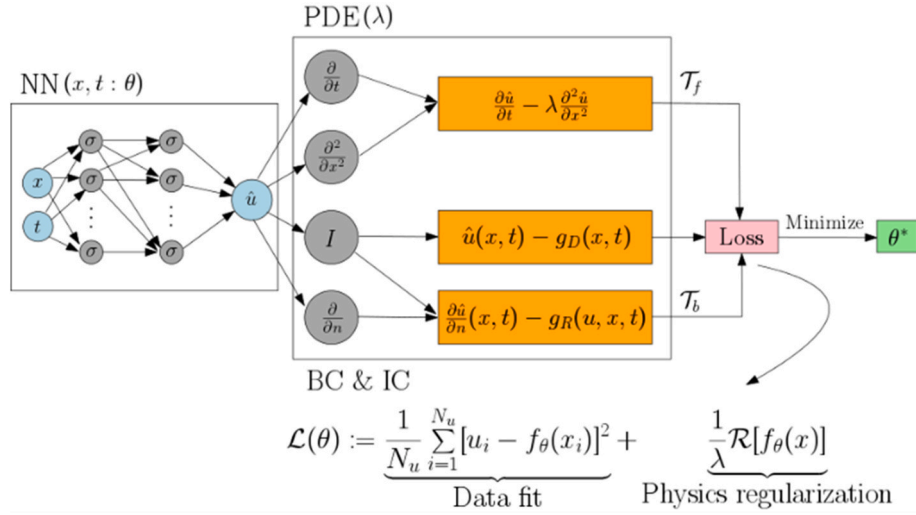 PDE(λ)
NN(x, t : θ)
x
t
σ
σ
⋮
σ
σ
σ
⋮
σ
û
∂/∂t
∂²/∂x²
I
∂/∂n
∂û/∂t − λ ∂²û/∂x²
û(x, t) − g_D(x, t)
∂û/∂n (x, t) − g_R(u, x, t)
𝒯_f
𝒯_b
Loss
Minimize
θ*
BC & IC
ℒ(θ) := 1/N_u ∑_{i=1}^{N_u} [u_i − f_θ(x_i)]² + 1/λ ℛ[f_θ(x)]
Data fit
Physics regularization